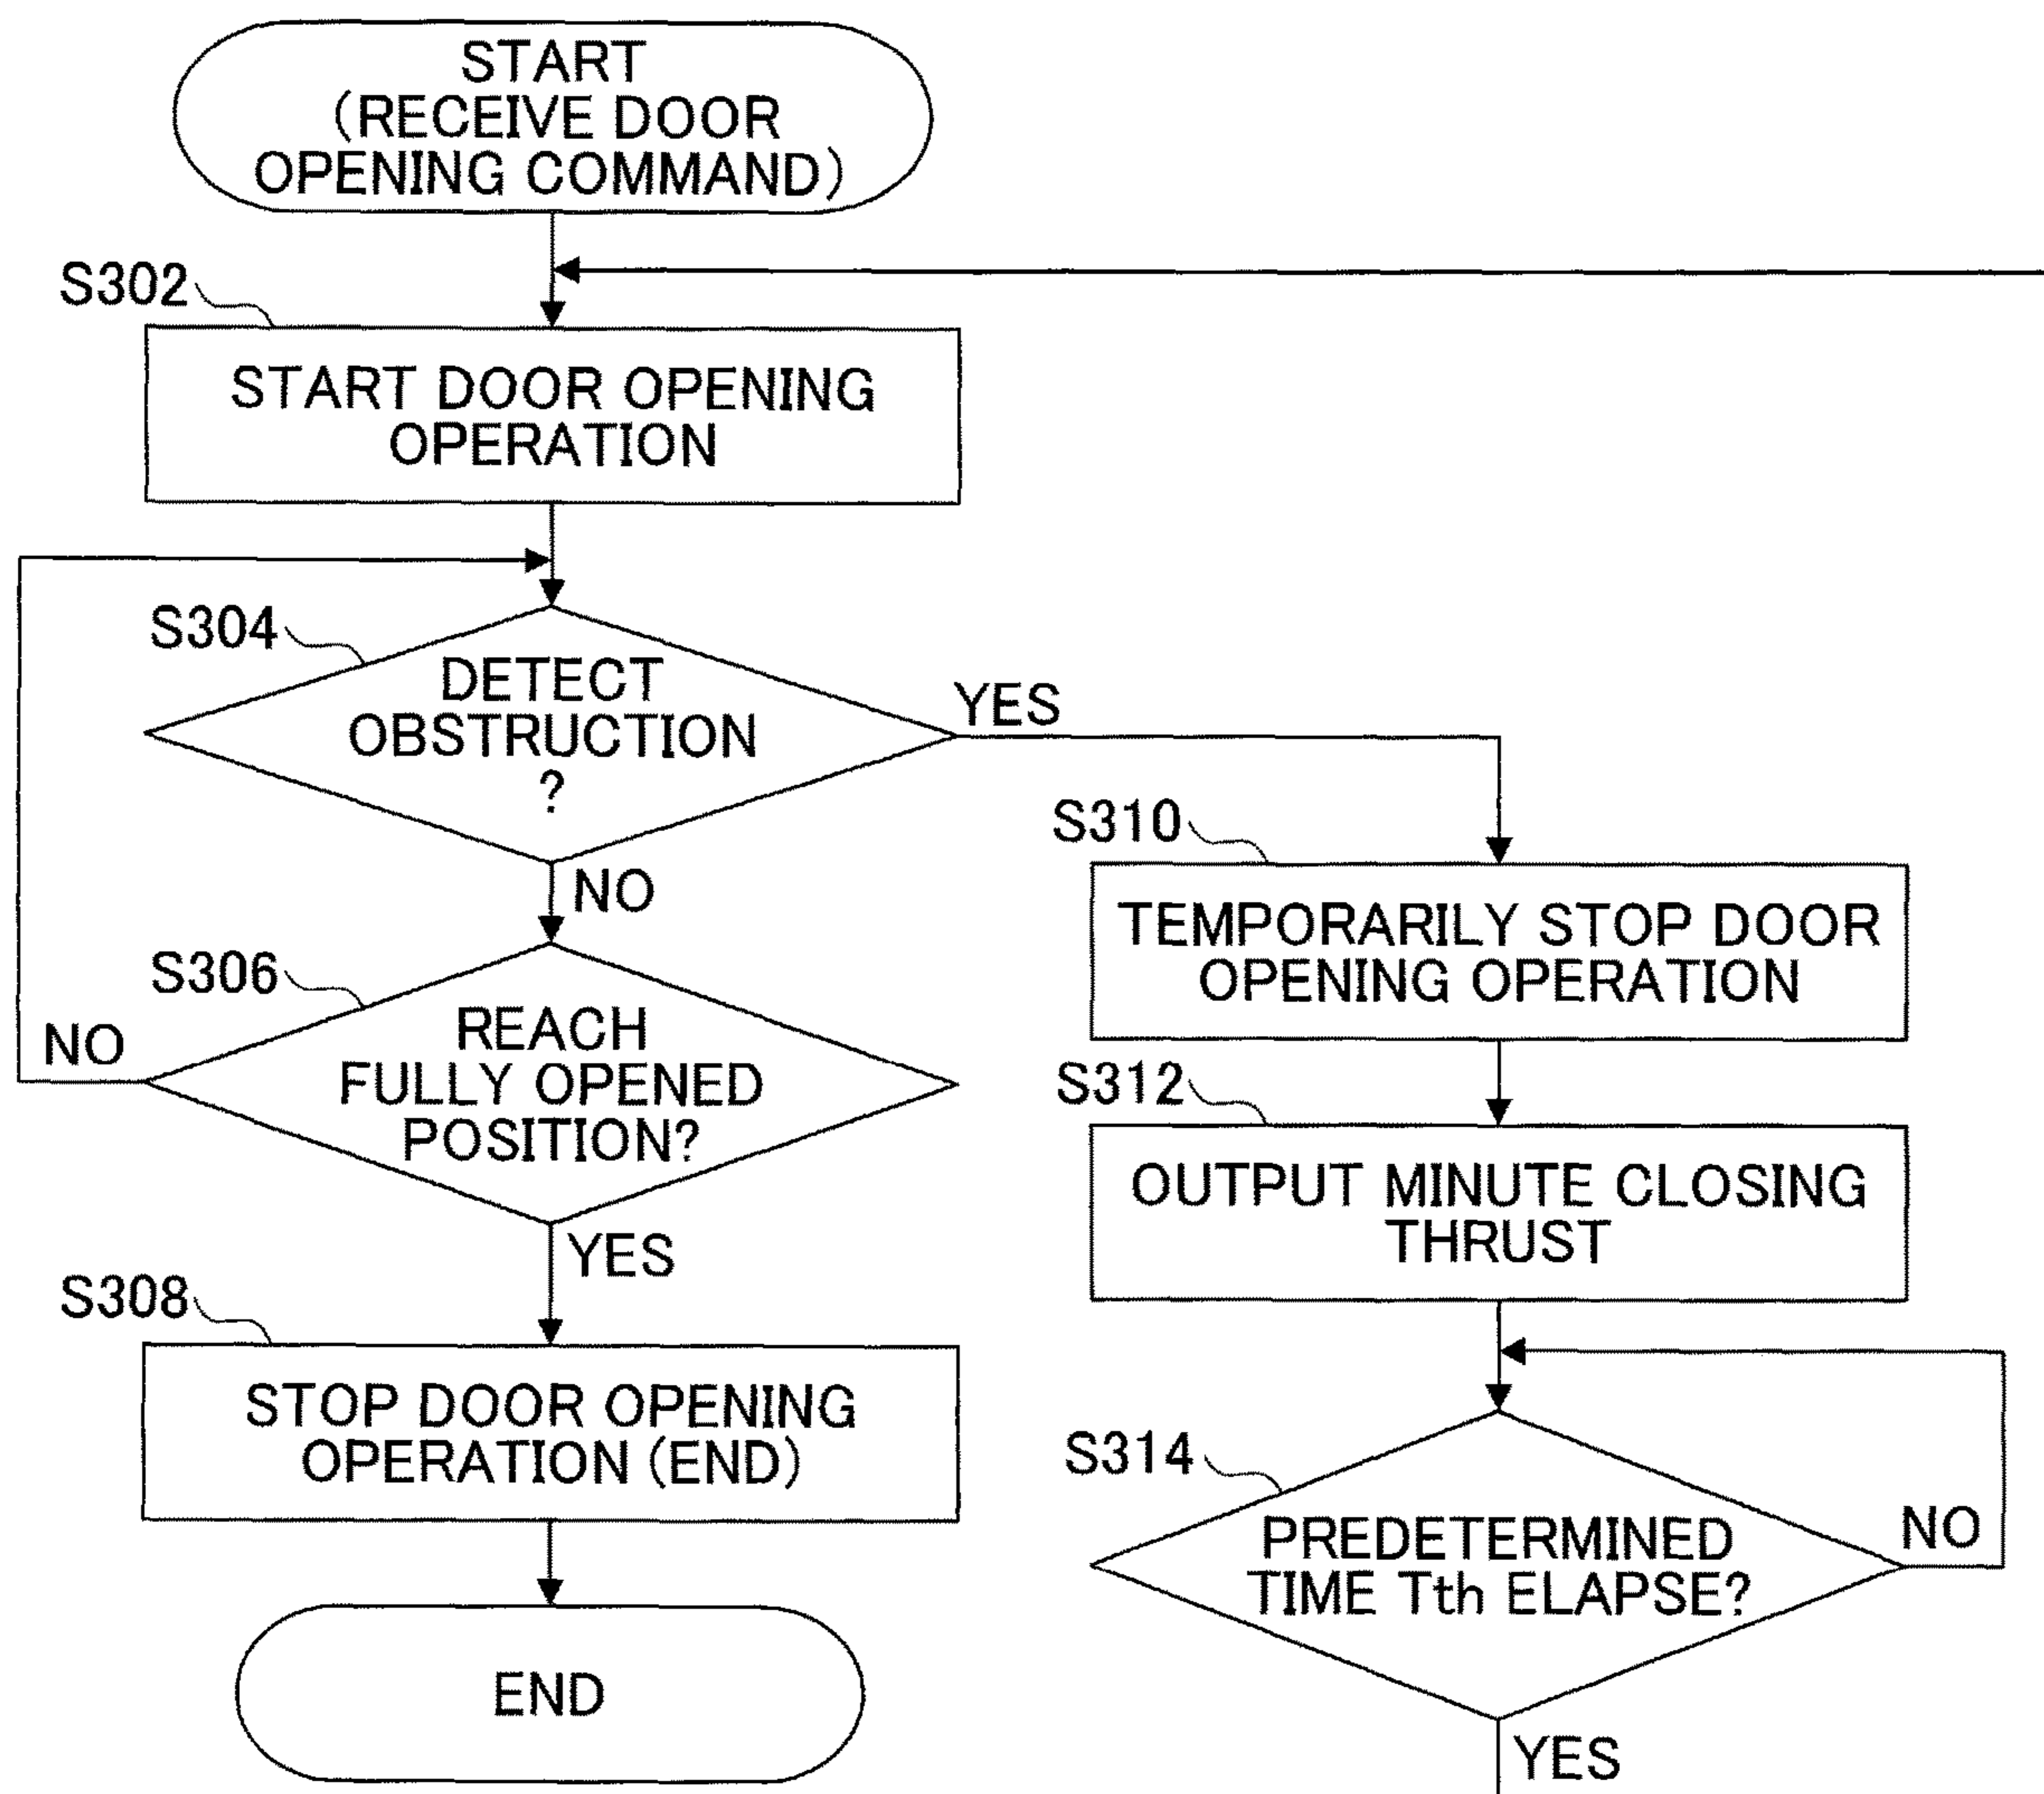 START
(RECEIVE DOOR
OPENING COMMAND)
S302
START DOOR OPENING
OPERATION
S304
DETECT
OBSTRUCTION
?
YES
NO
S306
REACH
FULLY OPENED
POSITION?
NO
YES
S308
STOP DOOR OPENING
OPERATION (END)
END
S310
TEMPORARILY STOP DOOR
OPENING OPERATION
S312
OUTPUT MINUTE CLOSING
THRUST
S314
PREDETERMINED
TIME Tth ELAPSE?
NO
YES